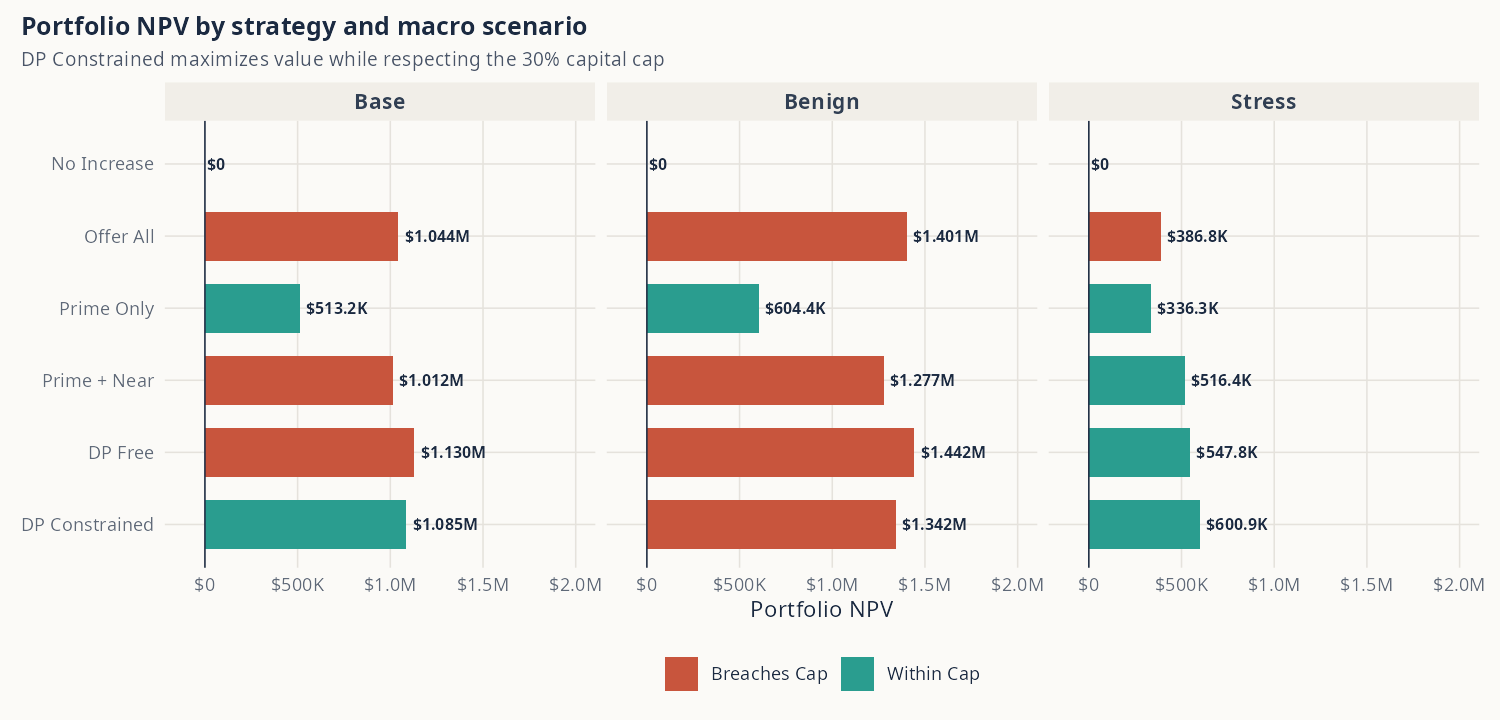 Portfolio NPV by strategy and macro scenario
DP Constrained maximizes value while respecting the 30% capital cap
Base Benign Stress
No Increase $0 $0 $0
Offer All $1.044M $1.401M $386.8K
Prime Only $513.2K $604.4K $336.3K
Prime + Near $1.012M $1.277M $516.4K
DP Free $1.130M $1.442M $547.8K
DP Constrained $1.085M $1.342M $600.9K
$0 $500K $1.0M $1.5M $2.0M $0 $500K $1.0M $1.5M $2.0M $0 $500K $1.0M $1.5M $2.0M
Portfolio NPV
Breaches Cap Within Cap